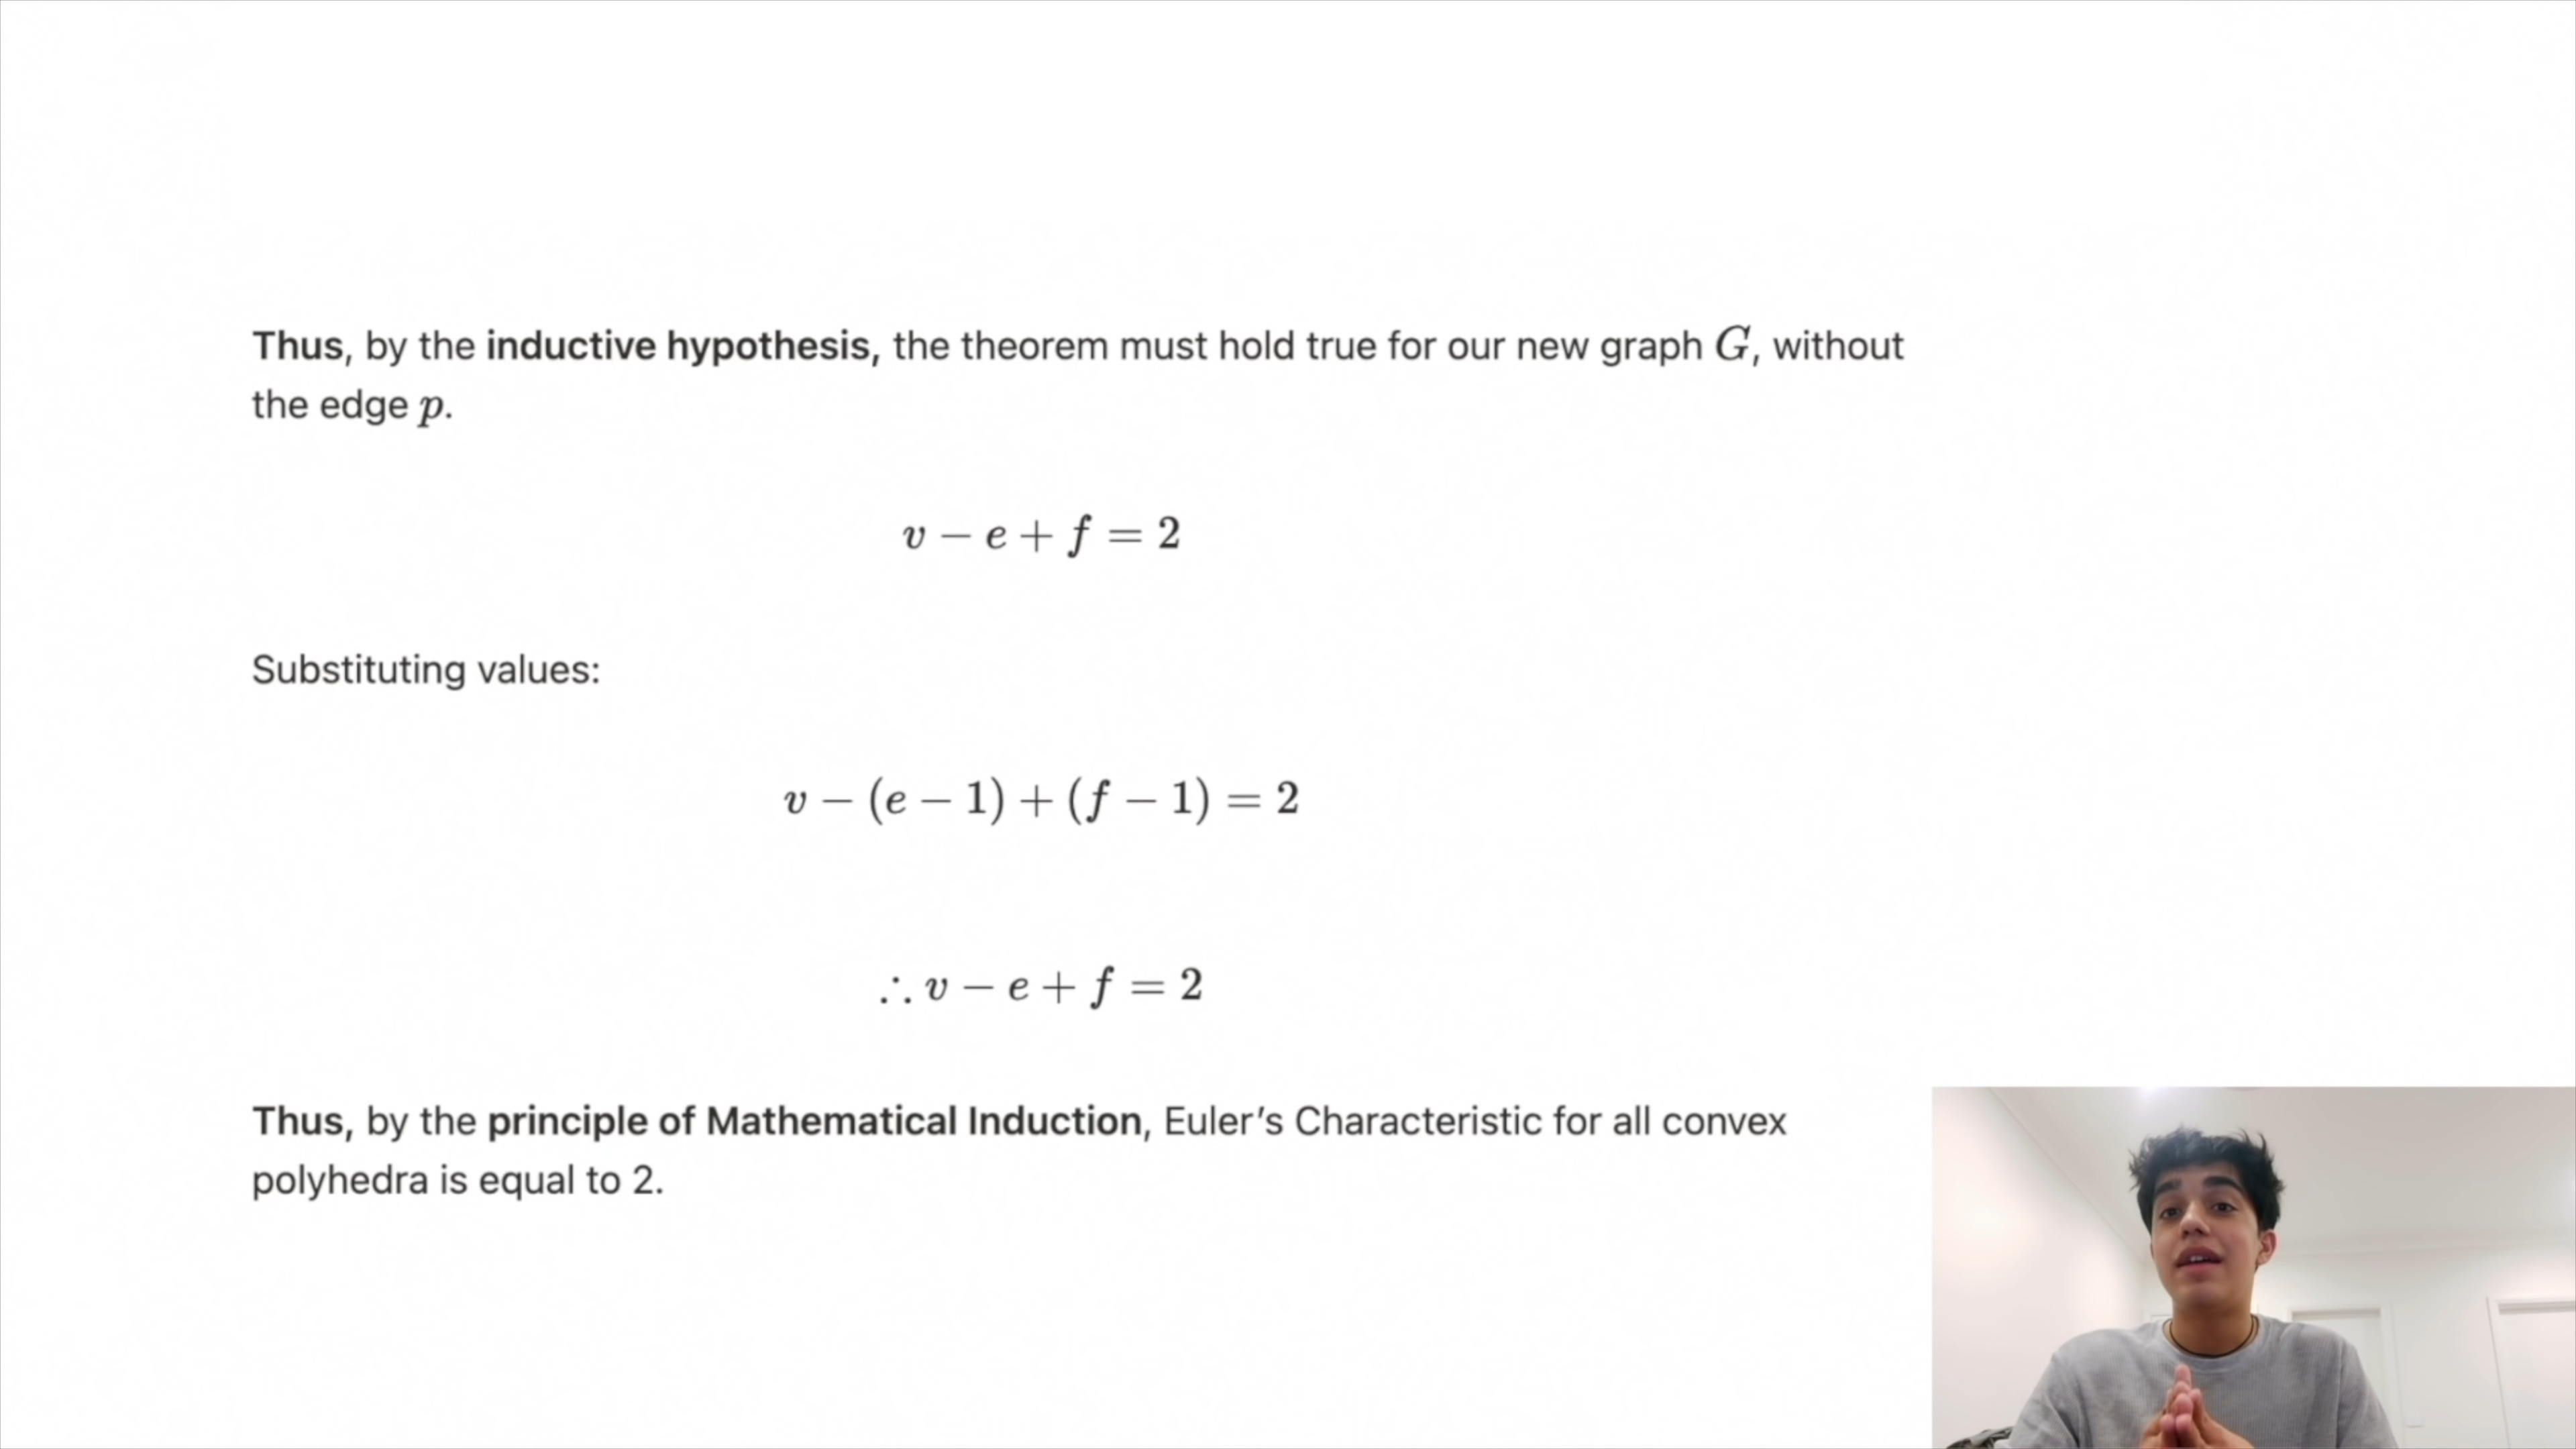 Thus, by the inductive hypothesis, the theorem must hold true for our new graph G, without
the edge p.
v − e + f = 2
Substituting values:
v − (e − 1) + (f − 1) = 2
∴ v − e + f = 2
Thus, by the principle of Mathematical Induction, Euler’s Characteristic for all convex
polyhedra is equal to 2.